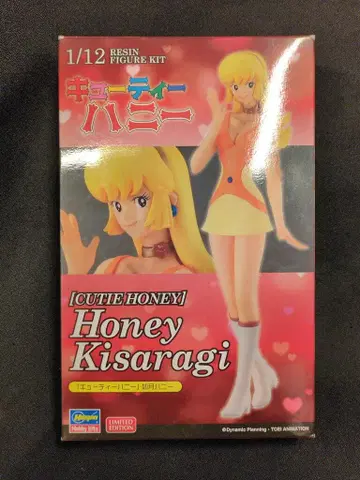 1/12 RESIN
FIGURE KIT
キューティー
ハニー
[CUTIE HONEY]
Honey
Kisaragi
「キューティーハニー」如月ハニー
Hasegawa
Hobby kits
LIMITED
EDITION
©Dynamic Planning・TOEI ANIMATION